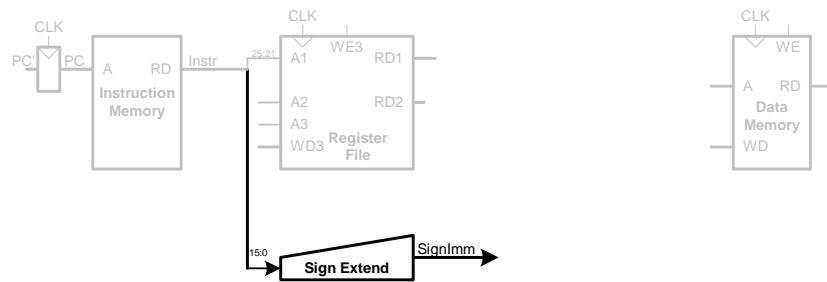 CLK
CLK
CLK
PC'
PC
A
RD
Instr
25:21
A1
WE3
RD1
WE
Instruction
Memory
A2
RD2
A
RD
A3
Data
Memory
WD3
Register
File
WD
15:0
SignImm
Sign Extend